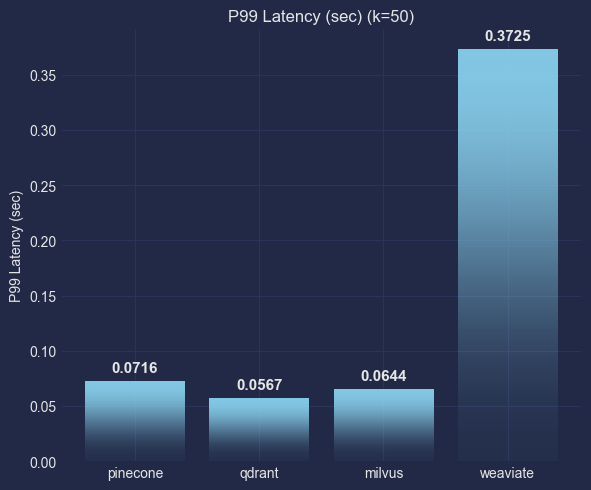 P99 Latency (sec) (k=50)
P99 Latency (sec)
0.35
0.30
0.25
0.20
0.15
0.10
0.05
0.00
0.0716
0.0567
0.0644
0.3725
pinecone
qdrant
milvus
weaviate